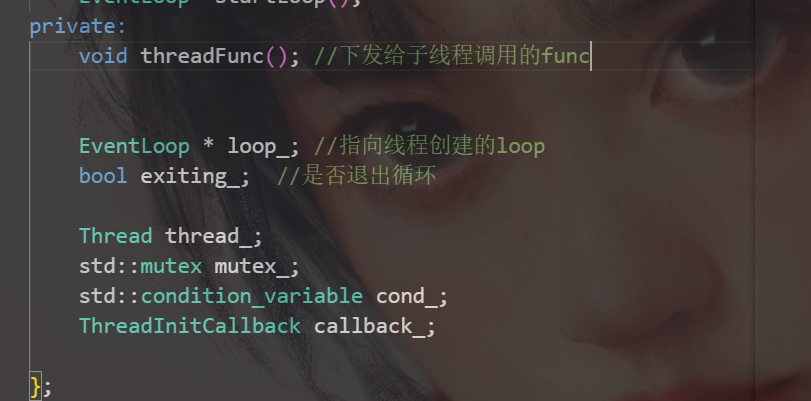 EventLoop * startLoop();
private:
void threadFunc(); //下发给子线程调用的func
EventLoop * loop_; //指向线程创建的loop
bool exiting_; //是否退出循环
Thread thread_;
std::mutex mutex_;
std::condition_variable cond_;
ThreadInitCallback callback_;
};